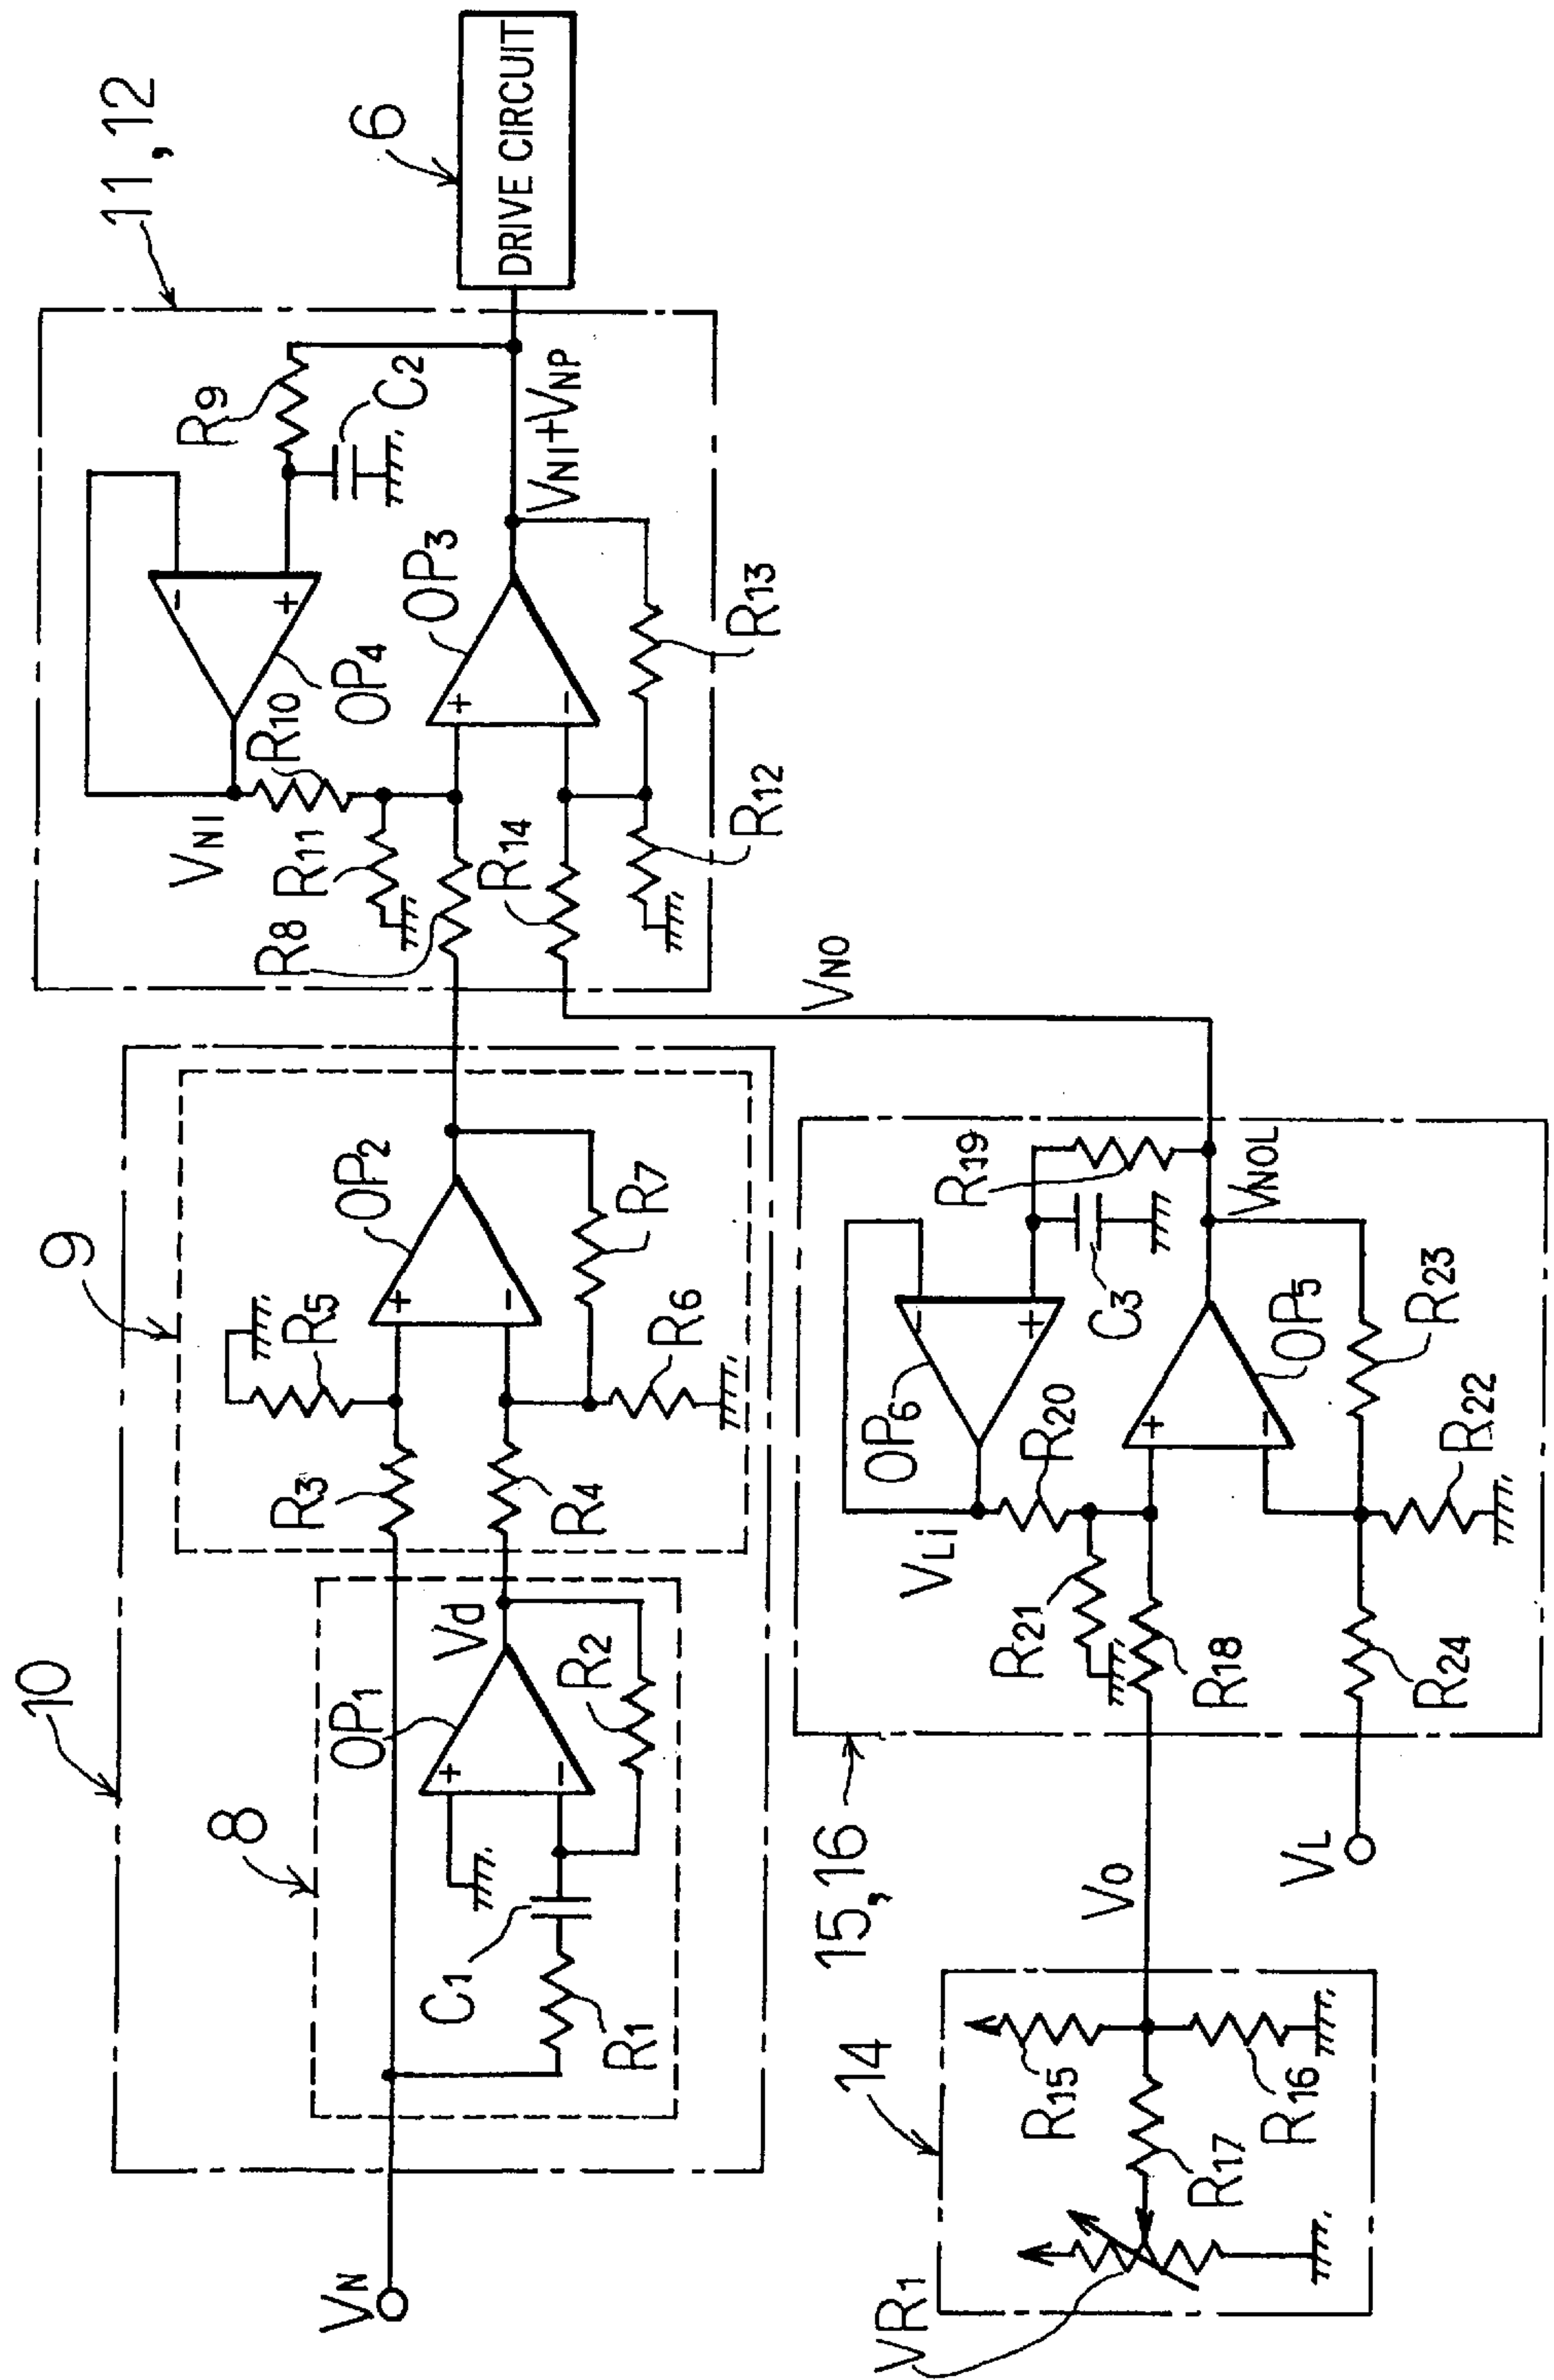 11, 12
6
DRIVE CIRCUIT
R9
C2
VNI+VNP
OP4
OP3
R10
VNI
R11
R8
R14
R13
R12
VNO
10
9
OP2
R7
R5
R6
R3
R4
8
OP1
Vd
R2
C1
R1
VN
R19
VNOL
C3
OP6
OP5
R20
R23
R22
VLi
R21
R18
R24
15, 16
VO
VL
14
R15
R16
R17
VR1
+
−
+
−
+
−
+
−
+
−
+
−